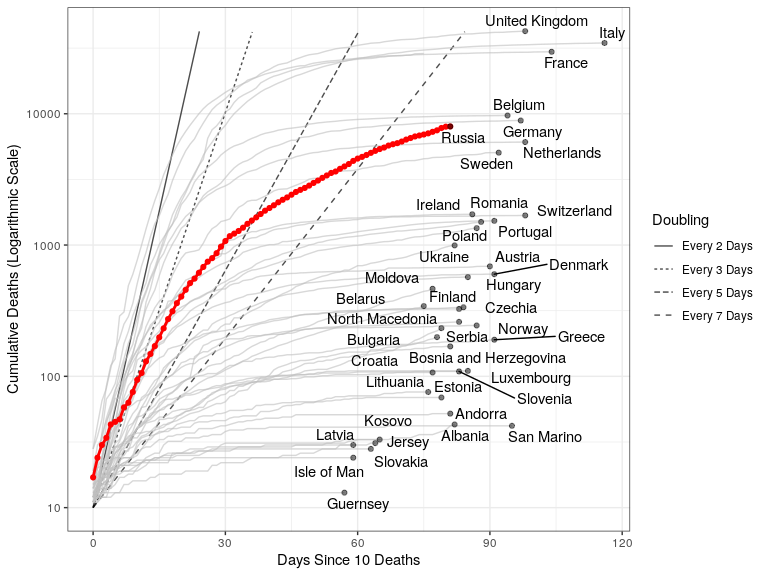 United Kingdom
Italy
France
Belgium
Germany
Russia
Netherlands
Sweden
Ireland
Romania
Switzerland
Portugal
Poland
Ukraine
Austria
Denmark
Moldova
Hungary
Belarus
Finland
Czechia
North Macedonia
Norway
Serbia
Greece
Bulgaria
Bosnia and Herzegovina
Croatia
Luxembourg
Lithuania
Estonia
Slovenia
Kosovo
Andorra
Latvia
Jersey
Albania
San Marino
Slovakia
Isle of Man
Guernsey
10000
1000
100
10
0
30
60
90
120
Days Since 10 Deaths
Cumulative Deaths (Logarithmic Scale)
Doubling
Every 2 Days
Every 3 Days
Every 5 Days
Every 7 Days